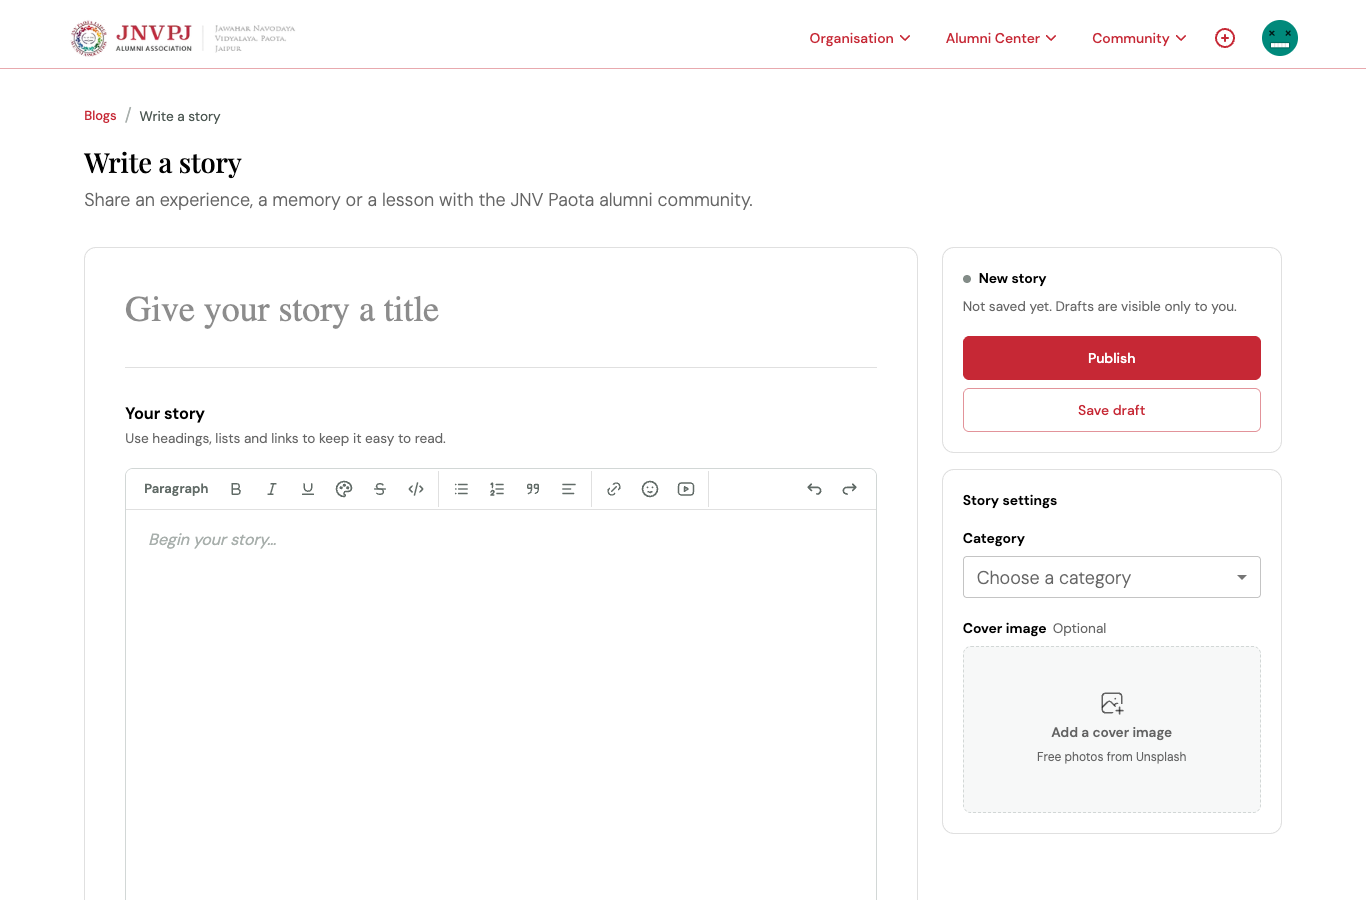 JNVPJ
ALUMNI ASSOCIATION
Jawahar Navodaya
Vidyalaya, Paota,
Jaipur
Organisation
Alumni Center
Community
Blogs / Write a story
Write a story
Share an experience, a memory or a lesson with the JNV Paota alumni community.
Give your story a title
Your story
Use headings, lists and links to keep it easy to read.
Paragraph
Begin your story...
New story
Not saved yet. Drafts are visible only to you.
Publish
Save draft
Story settings
Category
Choose a category
Cover image Optional
Add a cover image
Free photos from Unsplash